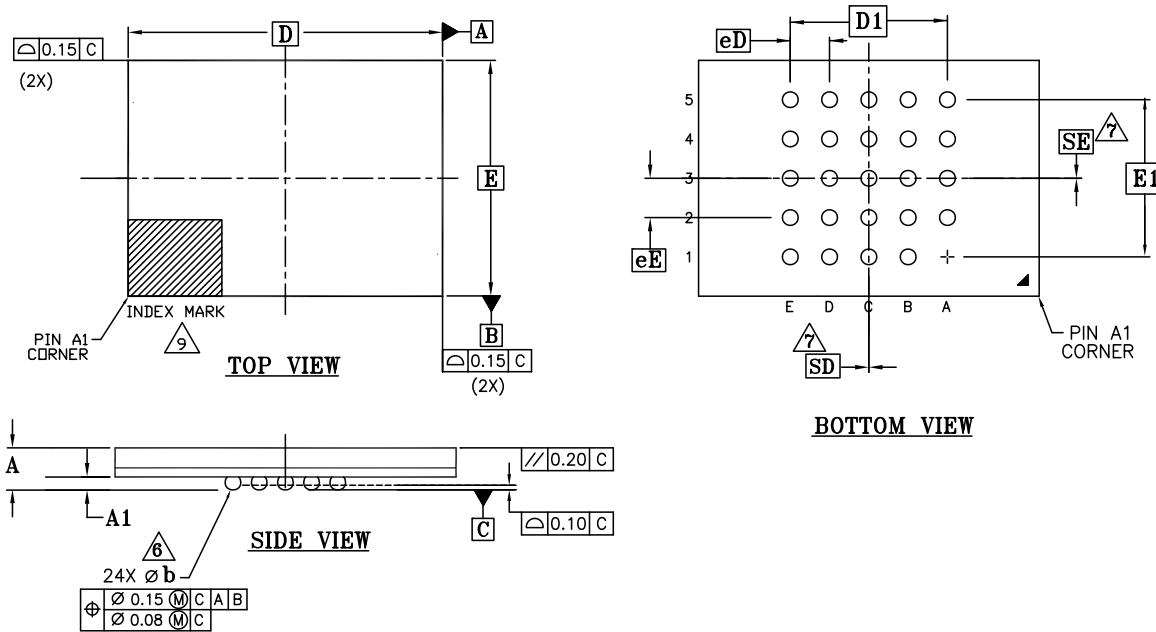 D
A
⌓ 0.15 C
(2X)
E
INDEX MARK
9
PIN A1
CORNER
B
⌓ 0.15 C
(2X)
TOP VIEW
D1
eD
5
4
3
2
1
SE
7
E1
eE
E D C B A
7
SD
PIN A1
CORNER
BOTTOM VIEW
A
A1
// 0.20 C
C
⌓ 0.10 C
SIDE VIEW
6
24X Ø b
⌖ Ø 0.15 Ⓜ C A B
Ø 0.08 Ⓜ C